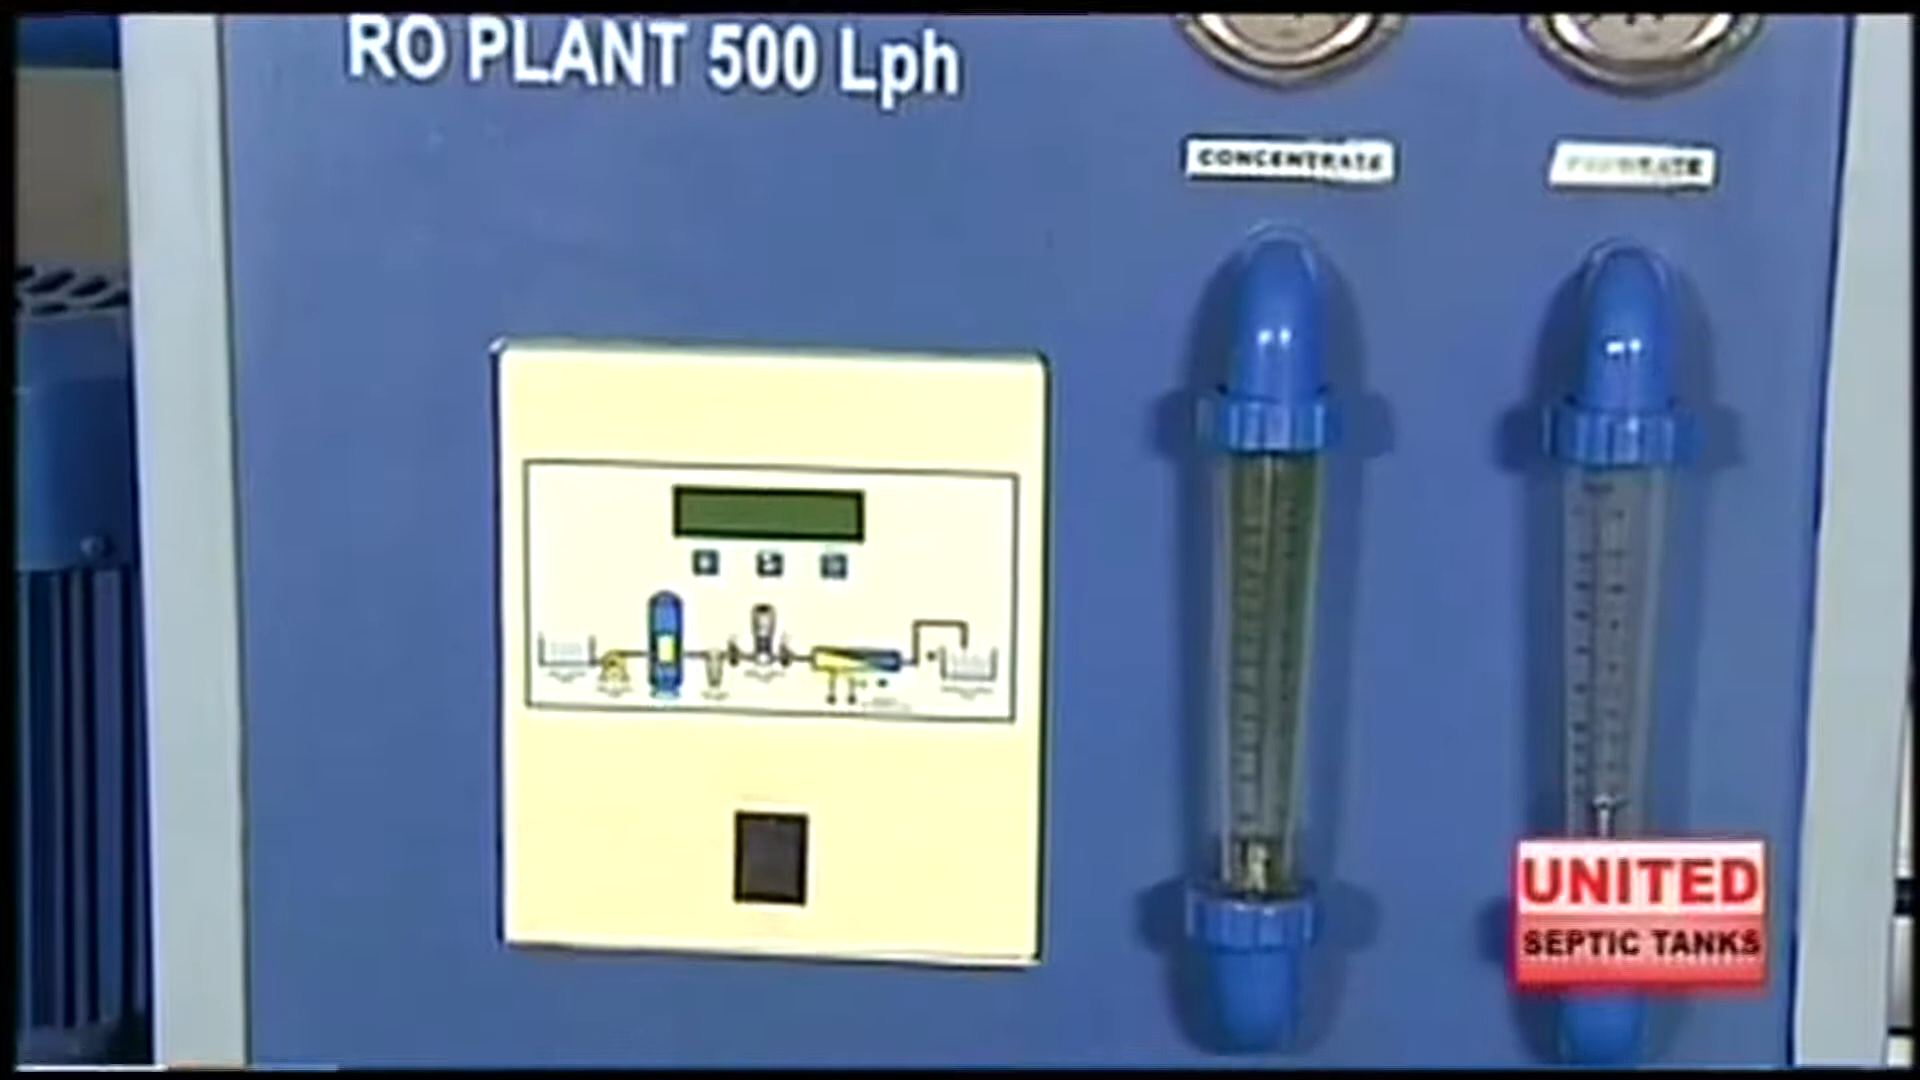 RO PLANT 500 Lph
CONCENTRATE
UNITED
SEPTIC TANKS